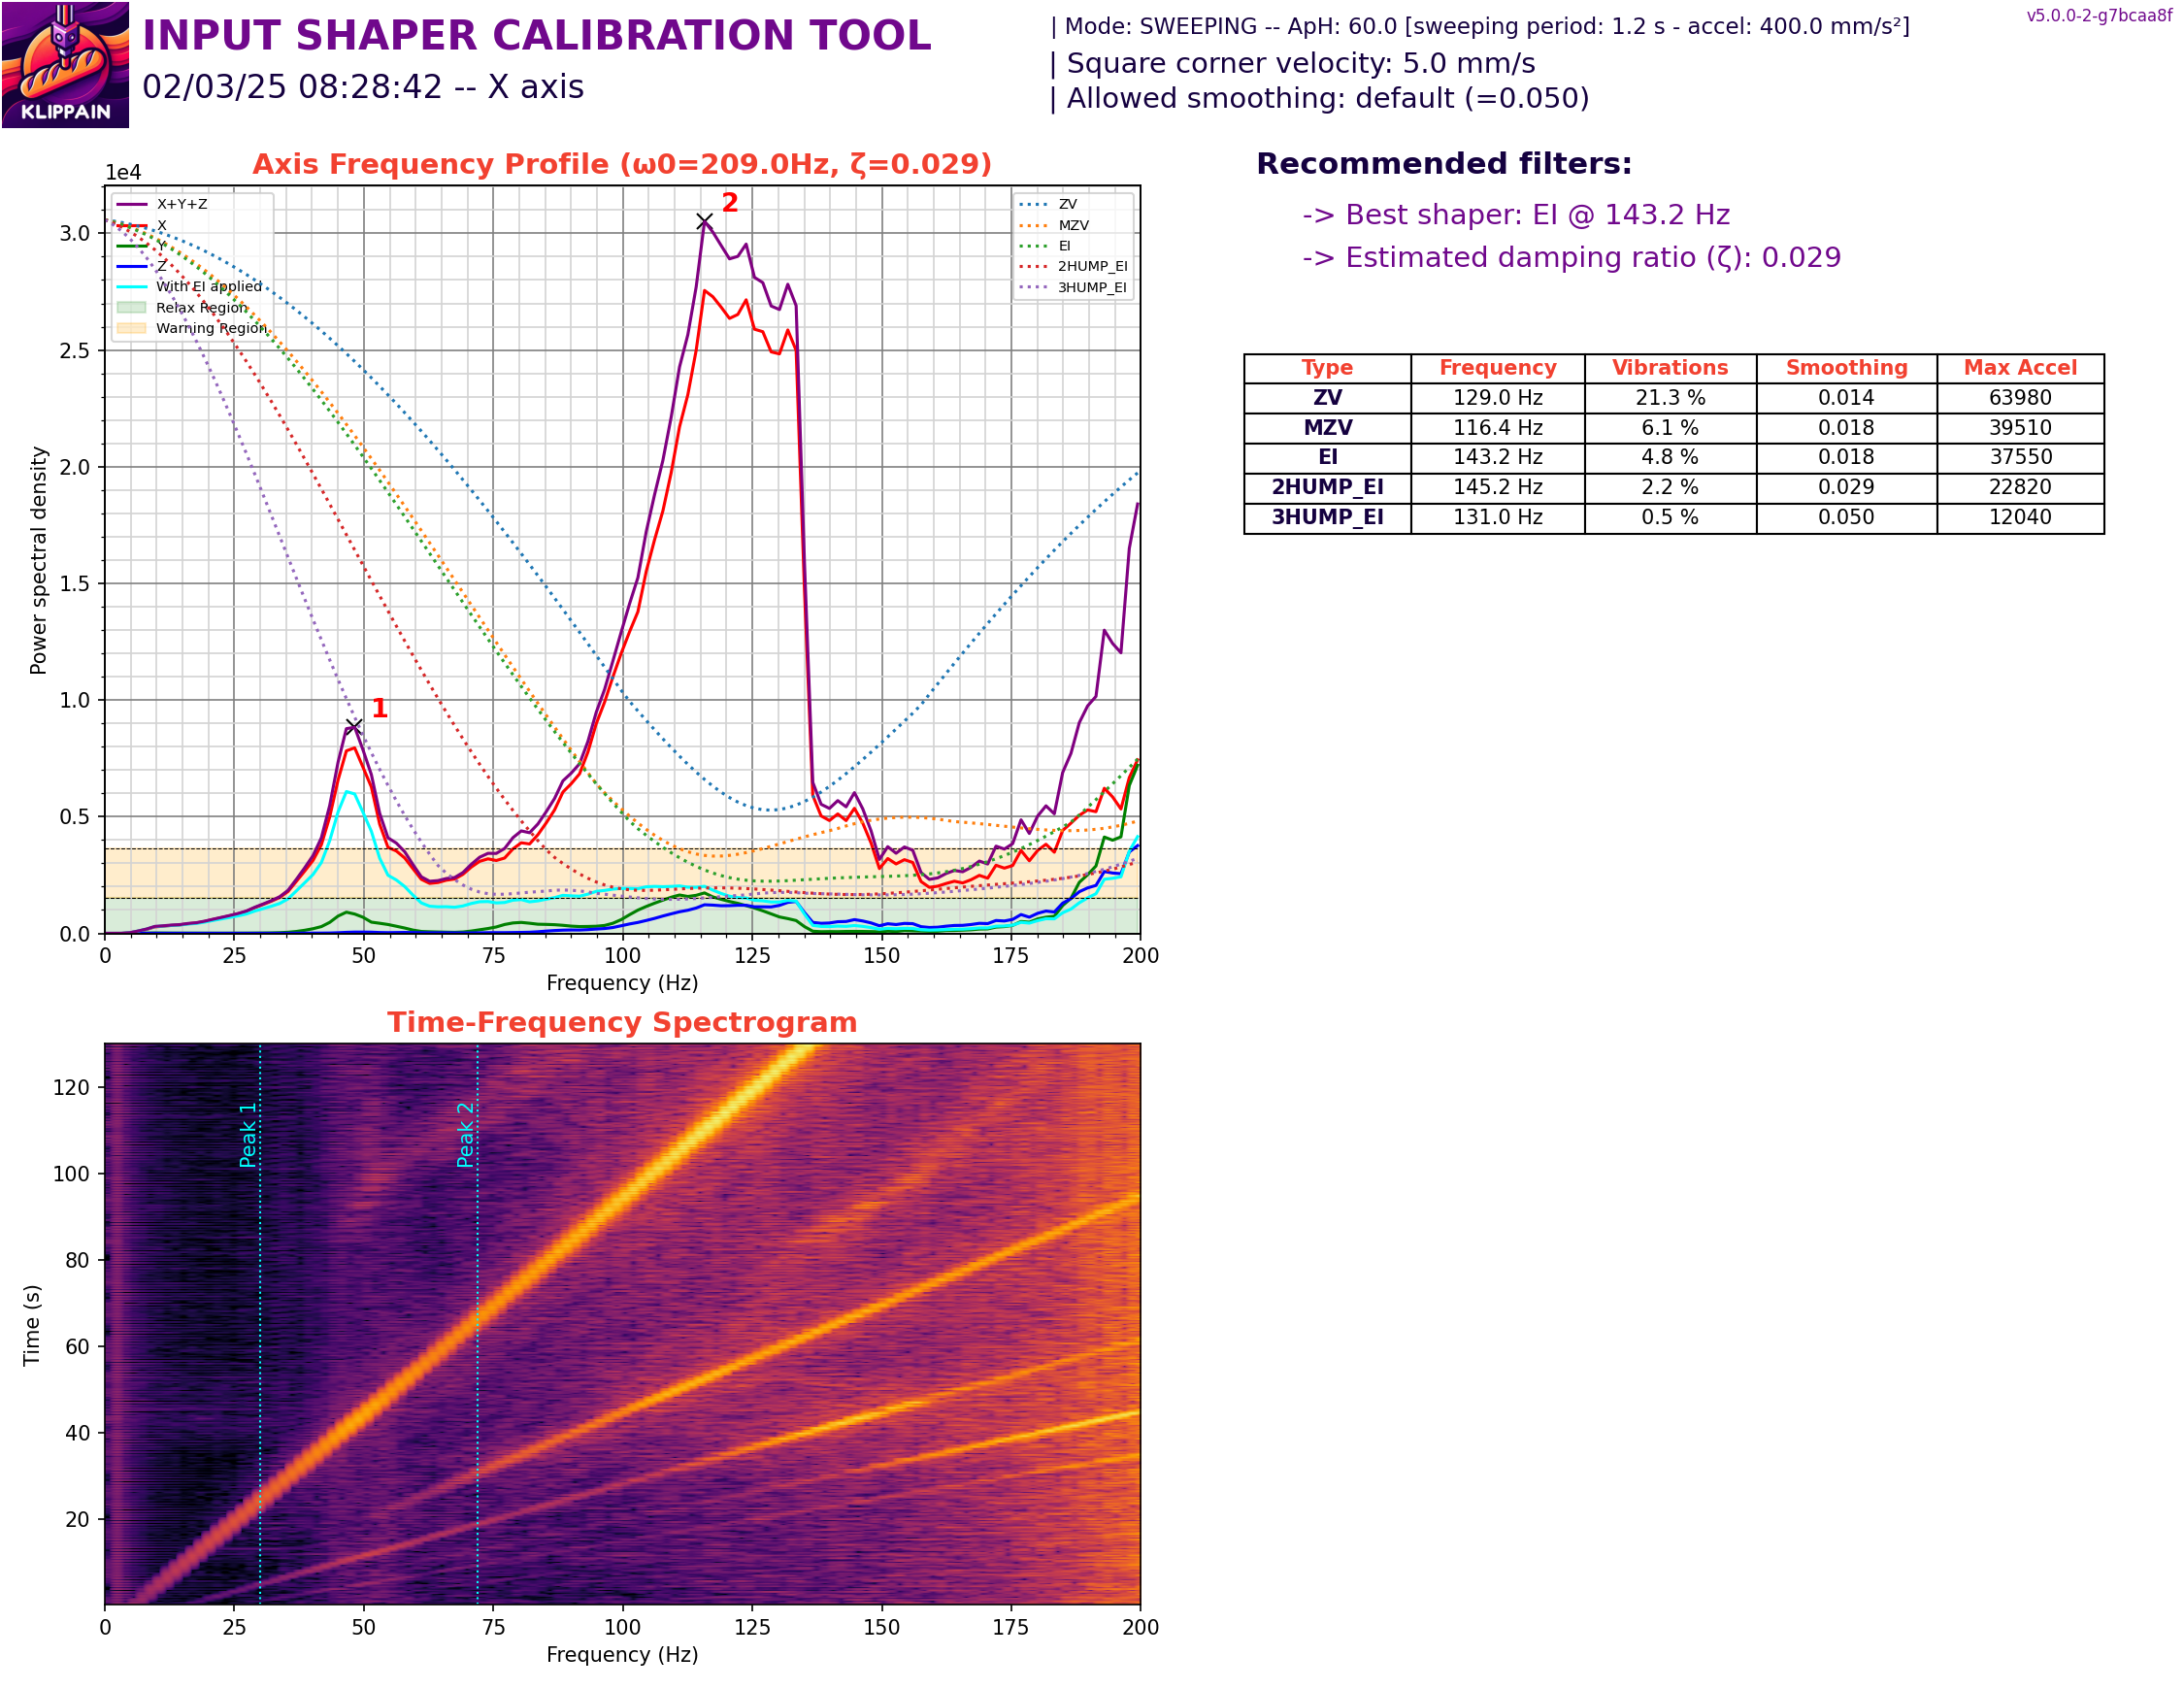 KLIPPAIN
INPUT SHAPER CALIBRATION TOOL
02/03/25 08:28:42 -- X axis
| Mode: SWEEPING -- ApH: 60.0 [sweeping period: 1.2 s - accel: 400.0 mm/s²]
| Square corner velocity: 5.0 mm/s
| Allowed smoothing: default (=0.050)
v5.0.0-2-g7bcaa8f
Axis Frequency Profile (ω0=209.0Hz, ζ=0.029)
1e4
X+Y+Z
X
Y
Z
With EI applied
Relax Region
Warning Region
ZV
MZV
EI
2HUMP_EI
3HUMP_EI
1
2
Power spectral density
3.0
2.5
2.0
1.5
1.0
0.5
0.0
0 25 50 75 100 125 150 175 200
Frequency (Hz)
Recommended filters:
-> Best shaper: EI @ 143.2 Hz
-> Estimated damping ratio (ζ): 0.029
Type Frequency Vibrations Smoothing Max Accel
ZV 129.0 Hz 21.3 % 0.014 63980
MZV 116.4 Hz 6.1 % 0.018 39510
EI 143.2 Hz 4.8 % 0.018 37550
2HUMP_EI 145.2 Hz 2.2 % 0.029 22820
3HUMP_EI 131.0 Hz 0.5 % 0.050 12040
Time-Frequency Spectrogram
Time (s)
120
100
80
60
40
20
Peak 1
Peak 2
0 25 50 75 100 125 150 175 200
Frequency (Hz)